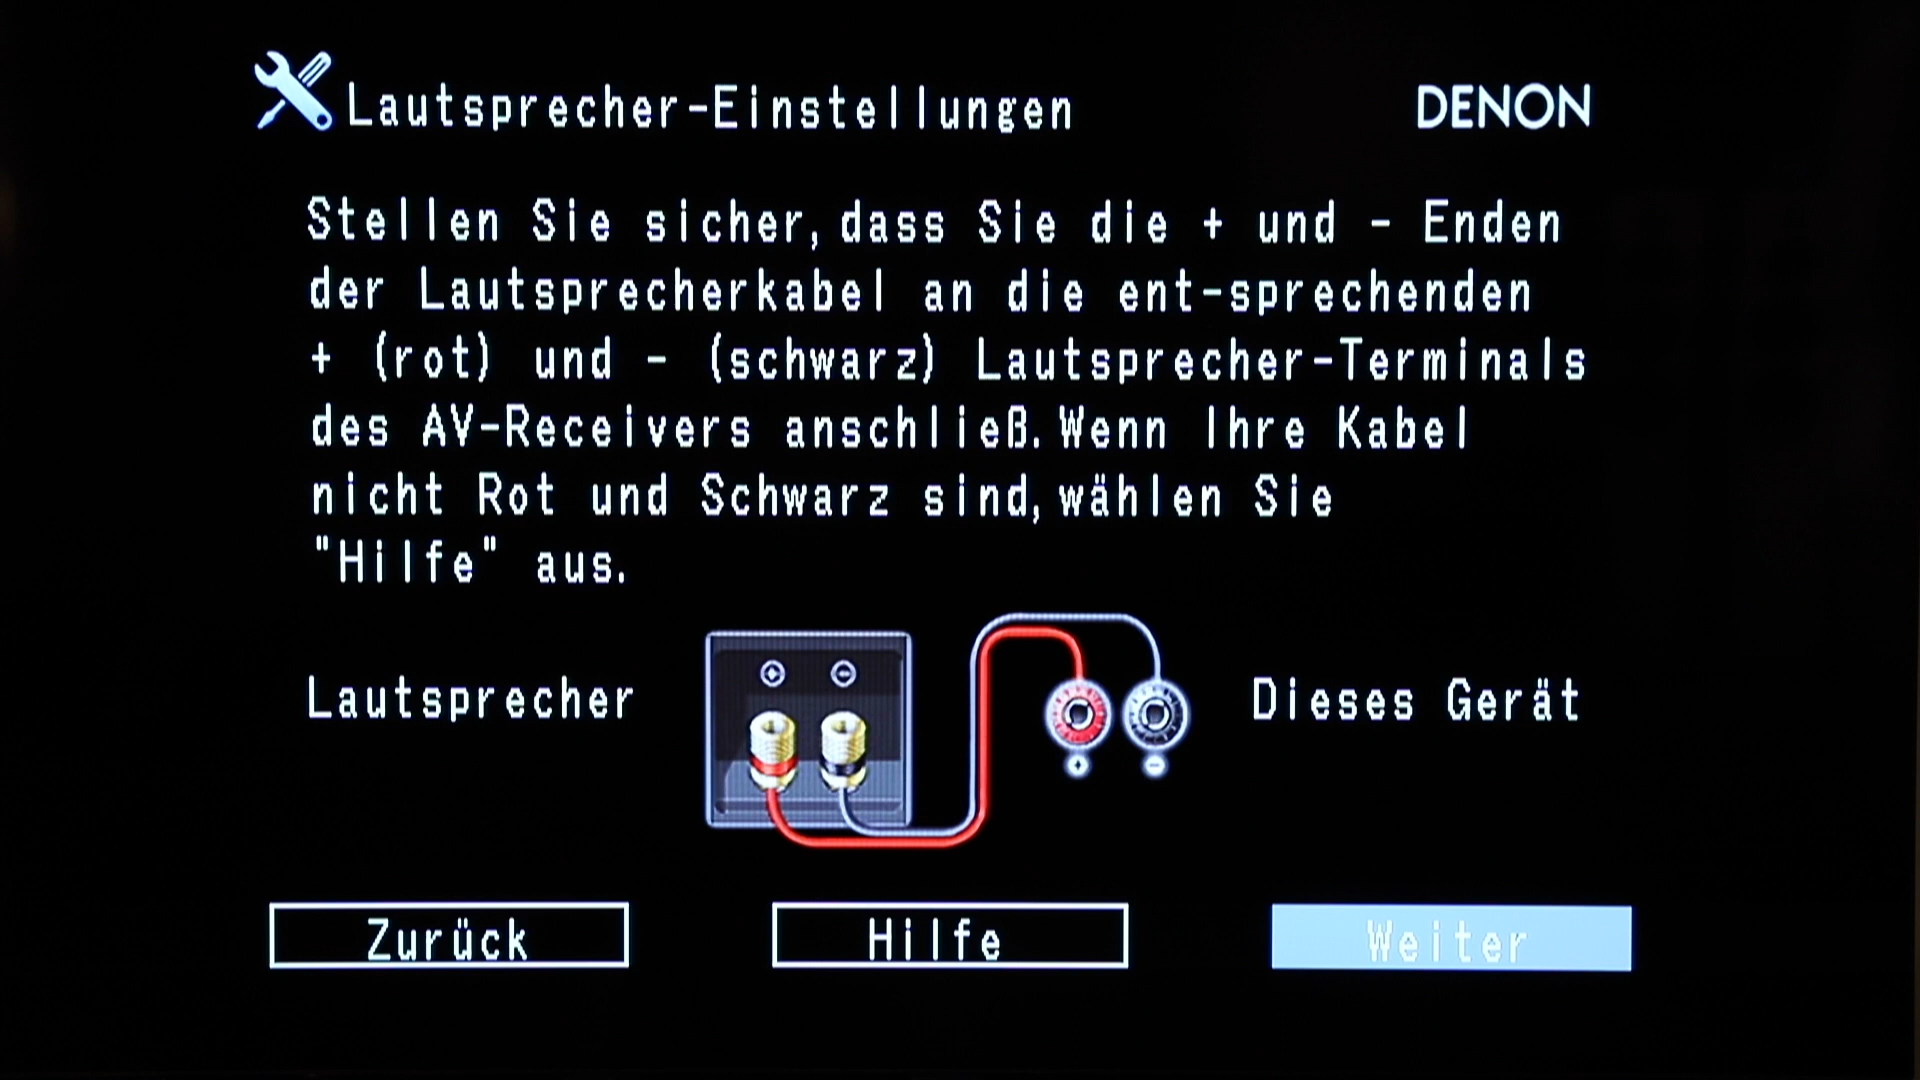 Lautsprecher-Einstellungen
DENON
Stellen Sie sicher, dass Sie die + und - Enden
der Lautsprecherkabel an die ent-sprechenden
+ (rot) und - (schwarz) Lautsprecher-Terminals
des AV-Receivers anschließ. Wenn Ihre Kabel
nicht Rot und Schwarz sind, wählen Sie
"Hilfe" aus.
Lautsprecher
+ -
Dieses Gerät
+ -
Zurück
Hilfe
Weiter